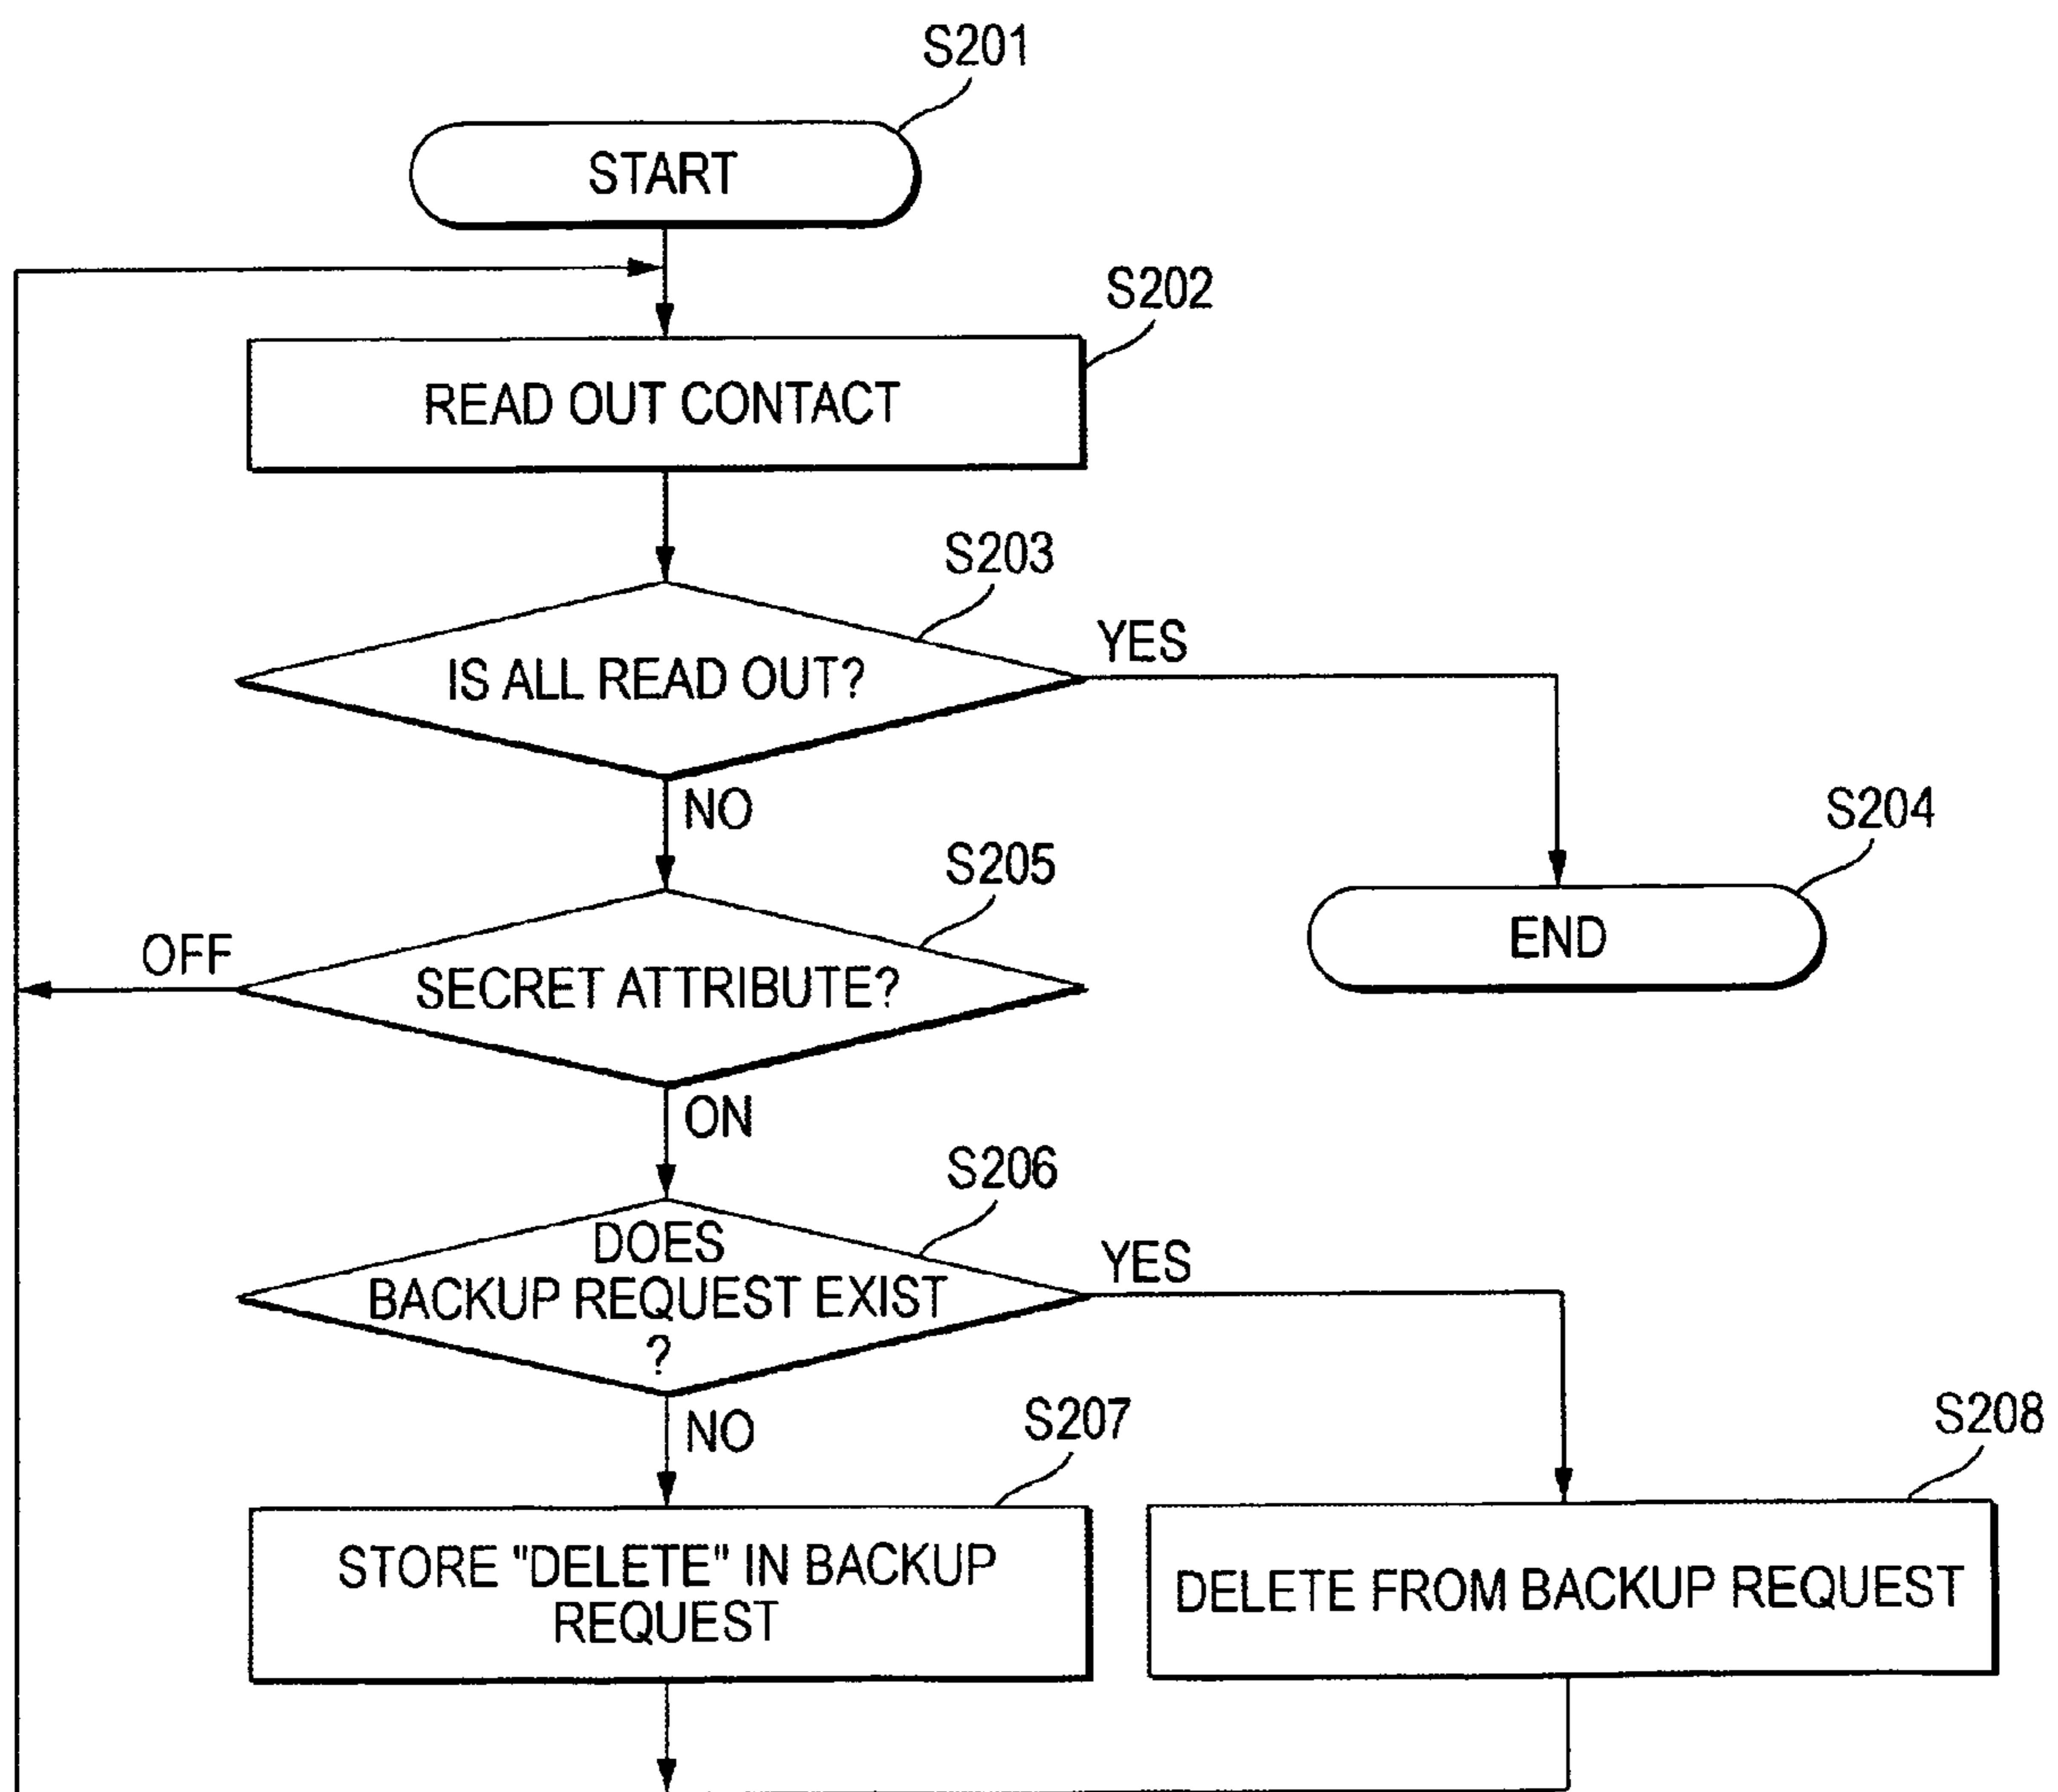 S201
START
S202
READ OUT CONTACT
S203
IS ALL READ OUT?
YES
NO
S204
END
S205
SECRET ATTRIBUTE?
OFF
ON
S206
DOES
BACKUP REQUEST EXIST
?
YES
NO
S207
STORE "DELETE" IN BACKUP
REQUEST
S208
DELETE FROM BACKUP REQUEST